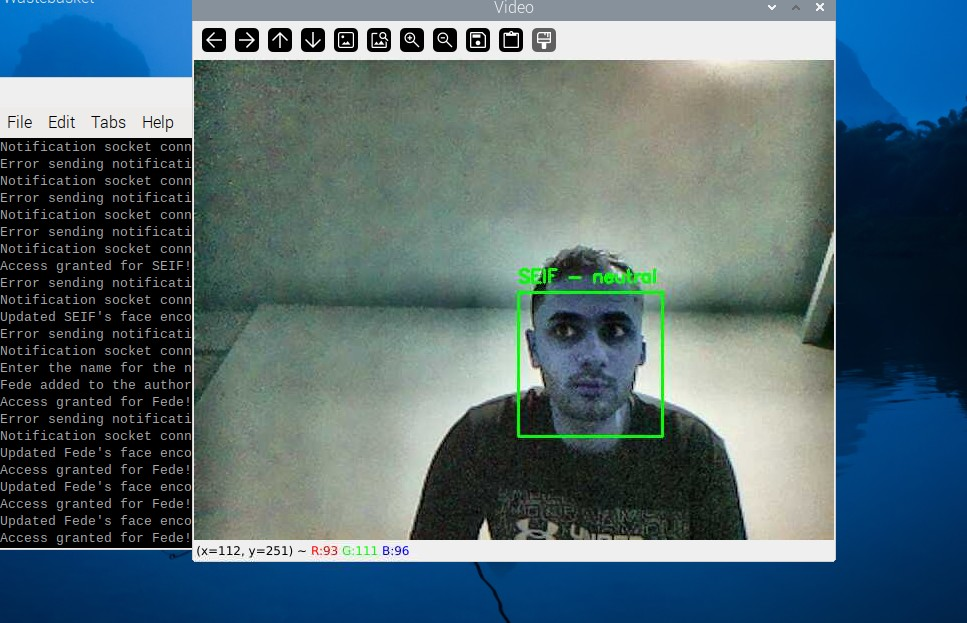 Wastebasket
Video
File Edit Tabs Help
Notification socket conn
Error sending notificati
Notification socket conn
Error sending notificati
Notification socket conn
Error sending notificati
Notification socket conn
Access granted for SEIF!
Error sending notificati
Notification socket conn
Updated SEIF's face enco
Error sending notificati
Notification socket conn
Enter the name for the n
Fede added to the author
Access granted for Fede!
Error sending notificati
Notification socket conn
Updated Fede's face enco
Access granted for Fede!
Updated Fede's face enco
Access granted for Fede!
Updated Fede's face enco
Access granted for Fede!
SEIF - neutral
UNDER
(x=112, y=251) ~ R:93 G:111 B:96